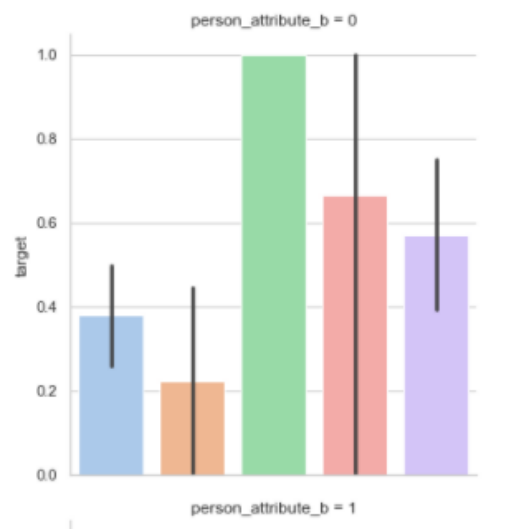 person_attribute_b = 0
1.0
0.8
0.6
0.4
0.2
0.0
target
person_attribute_b = 1